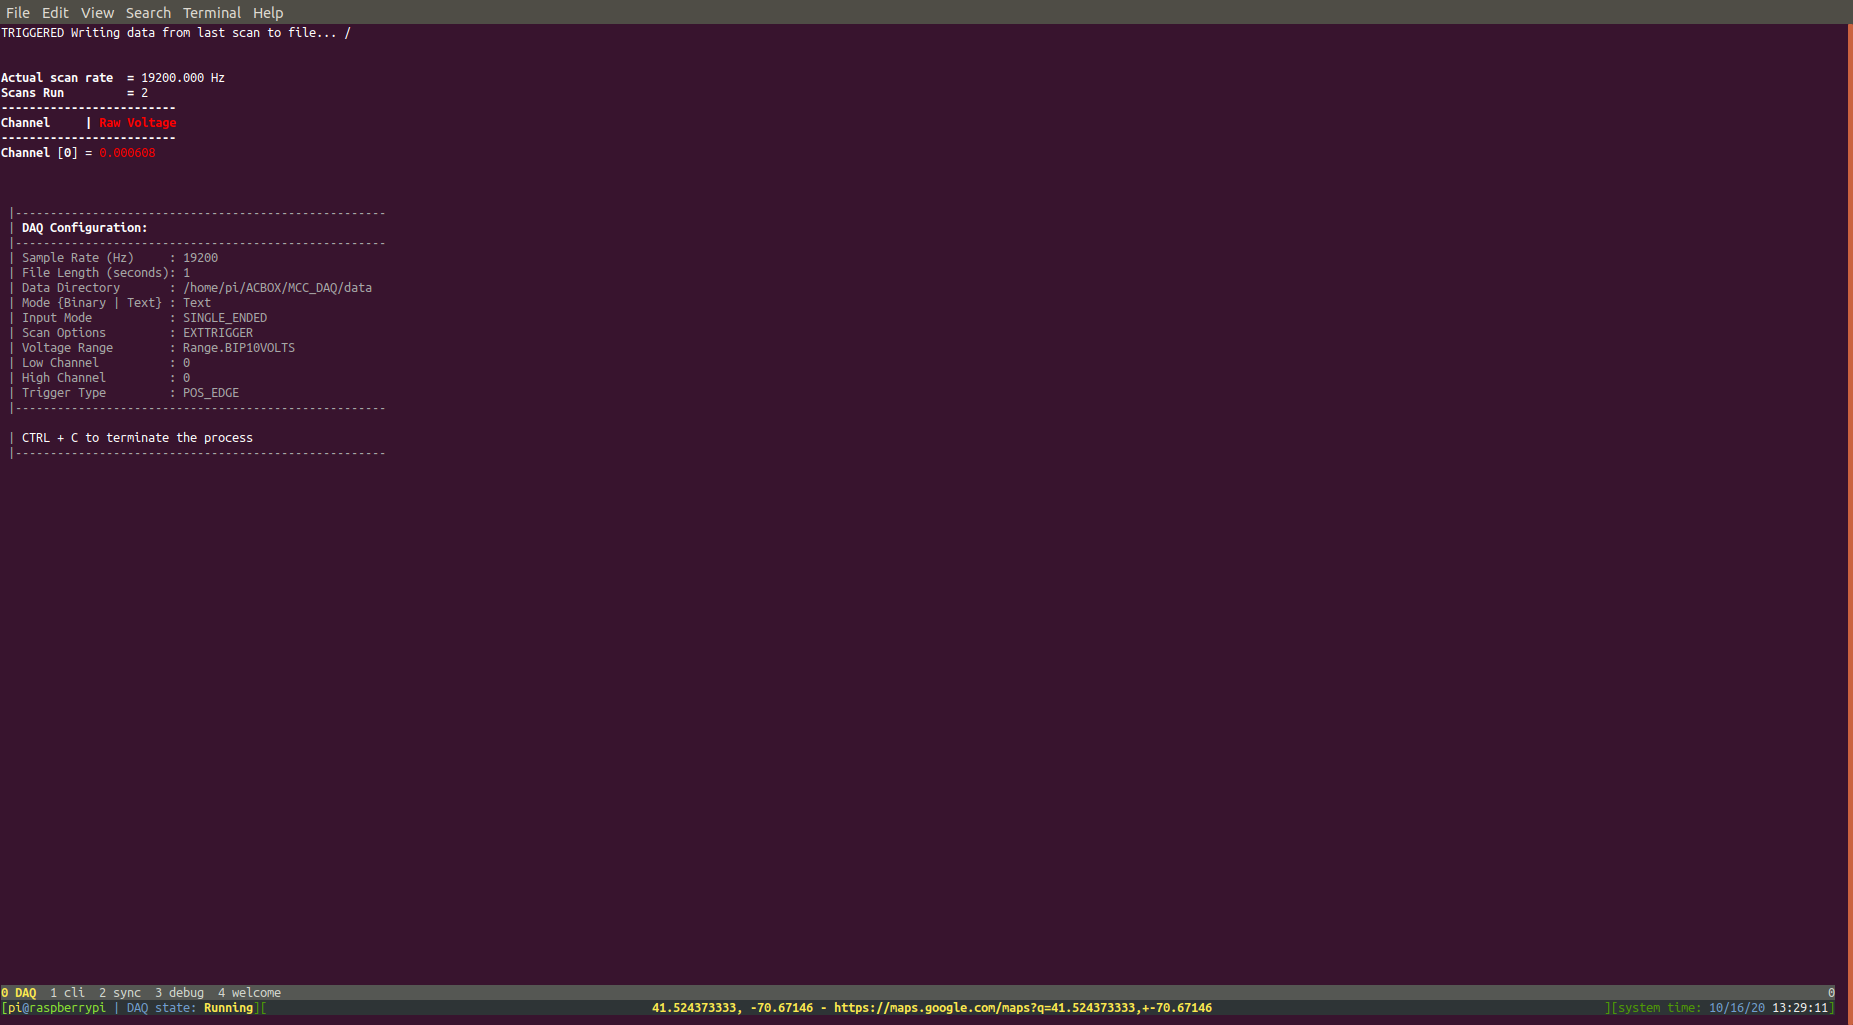 File Edit View Search Terminal Help
TRIGGERED Writing data from last scan to file... /
Actual scan rate  = 19200.000 Hz
Scans Run         = 2
-------------------------
Channel     | Raw Voltage
-------------------------
Channel [0] = 0.000608
|-----------------------------------------------------
| DAQ Configuration:
|-----------------------------------------------------
| Sample Rate (Hz)     : 19200
| File Length (seconds): 1
| Data Directory       : /home/pi/ACBOX/MCC_DAQ/data
| Mode {Binary | Text} : Text
| Input Mode           : SINGLE_ENDED
| Scan Options         : EXTTRIGGER
| Voltage Range        : Range.BIP10VOLTS
| Low Channel          : 0
| High Channel         : 0
| Trigger Type         : POS_EDGE
|-----------------------------------------------------
| CTRL + C to terminate the process
|-----------------------------------------------------
0 DAQ  1 cli  2 sync  3 debug  4 welcome 0
[pi@raspberrypi | DAQ state: Running][ 41.524373333, -70.67146 - https://maps.google.com/maps?q=41.524373333,+-70.67146 ][system time: 10/16/20 13:29:11]